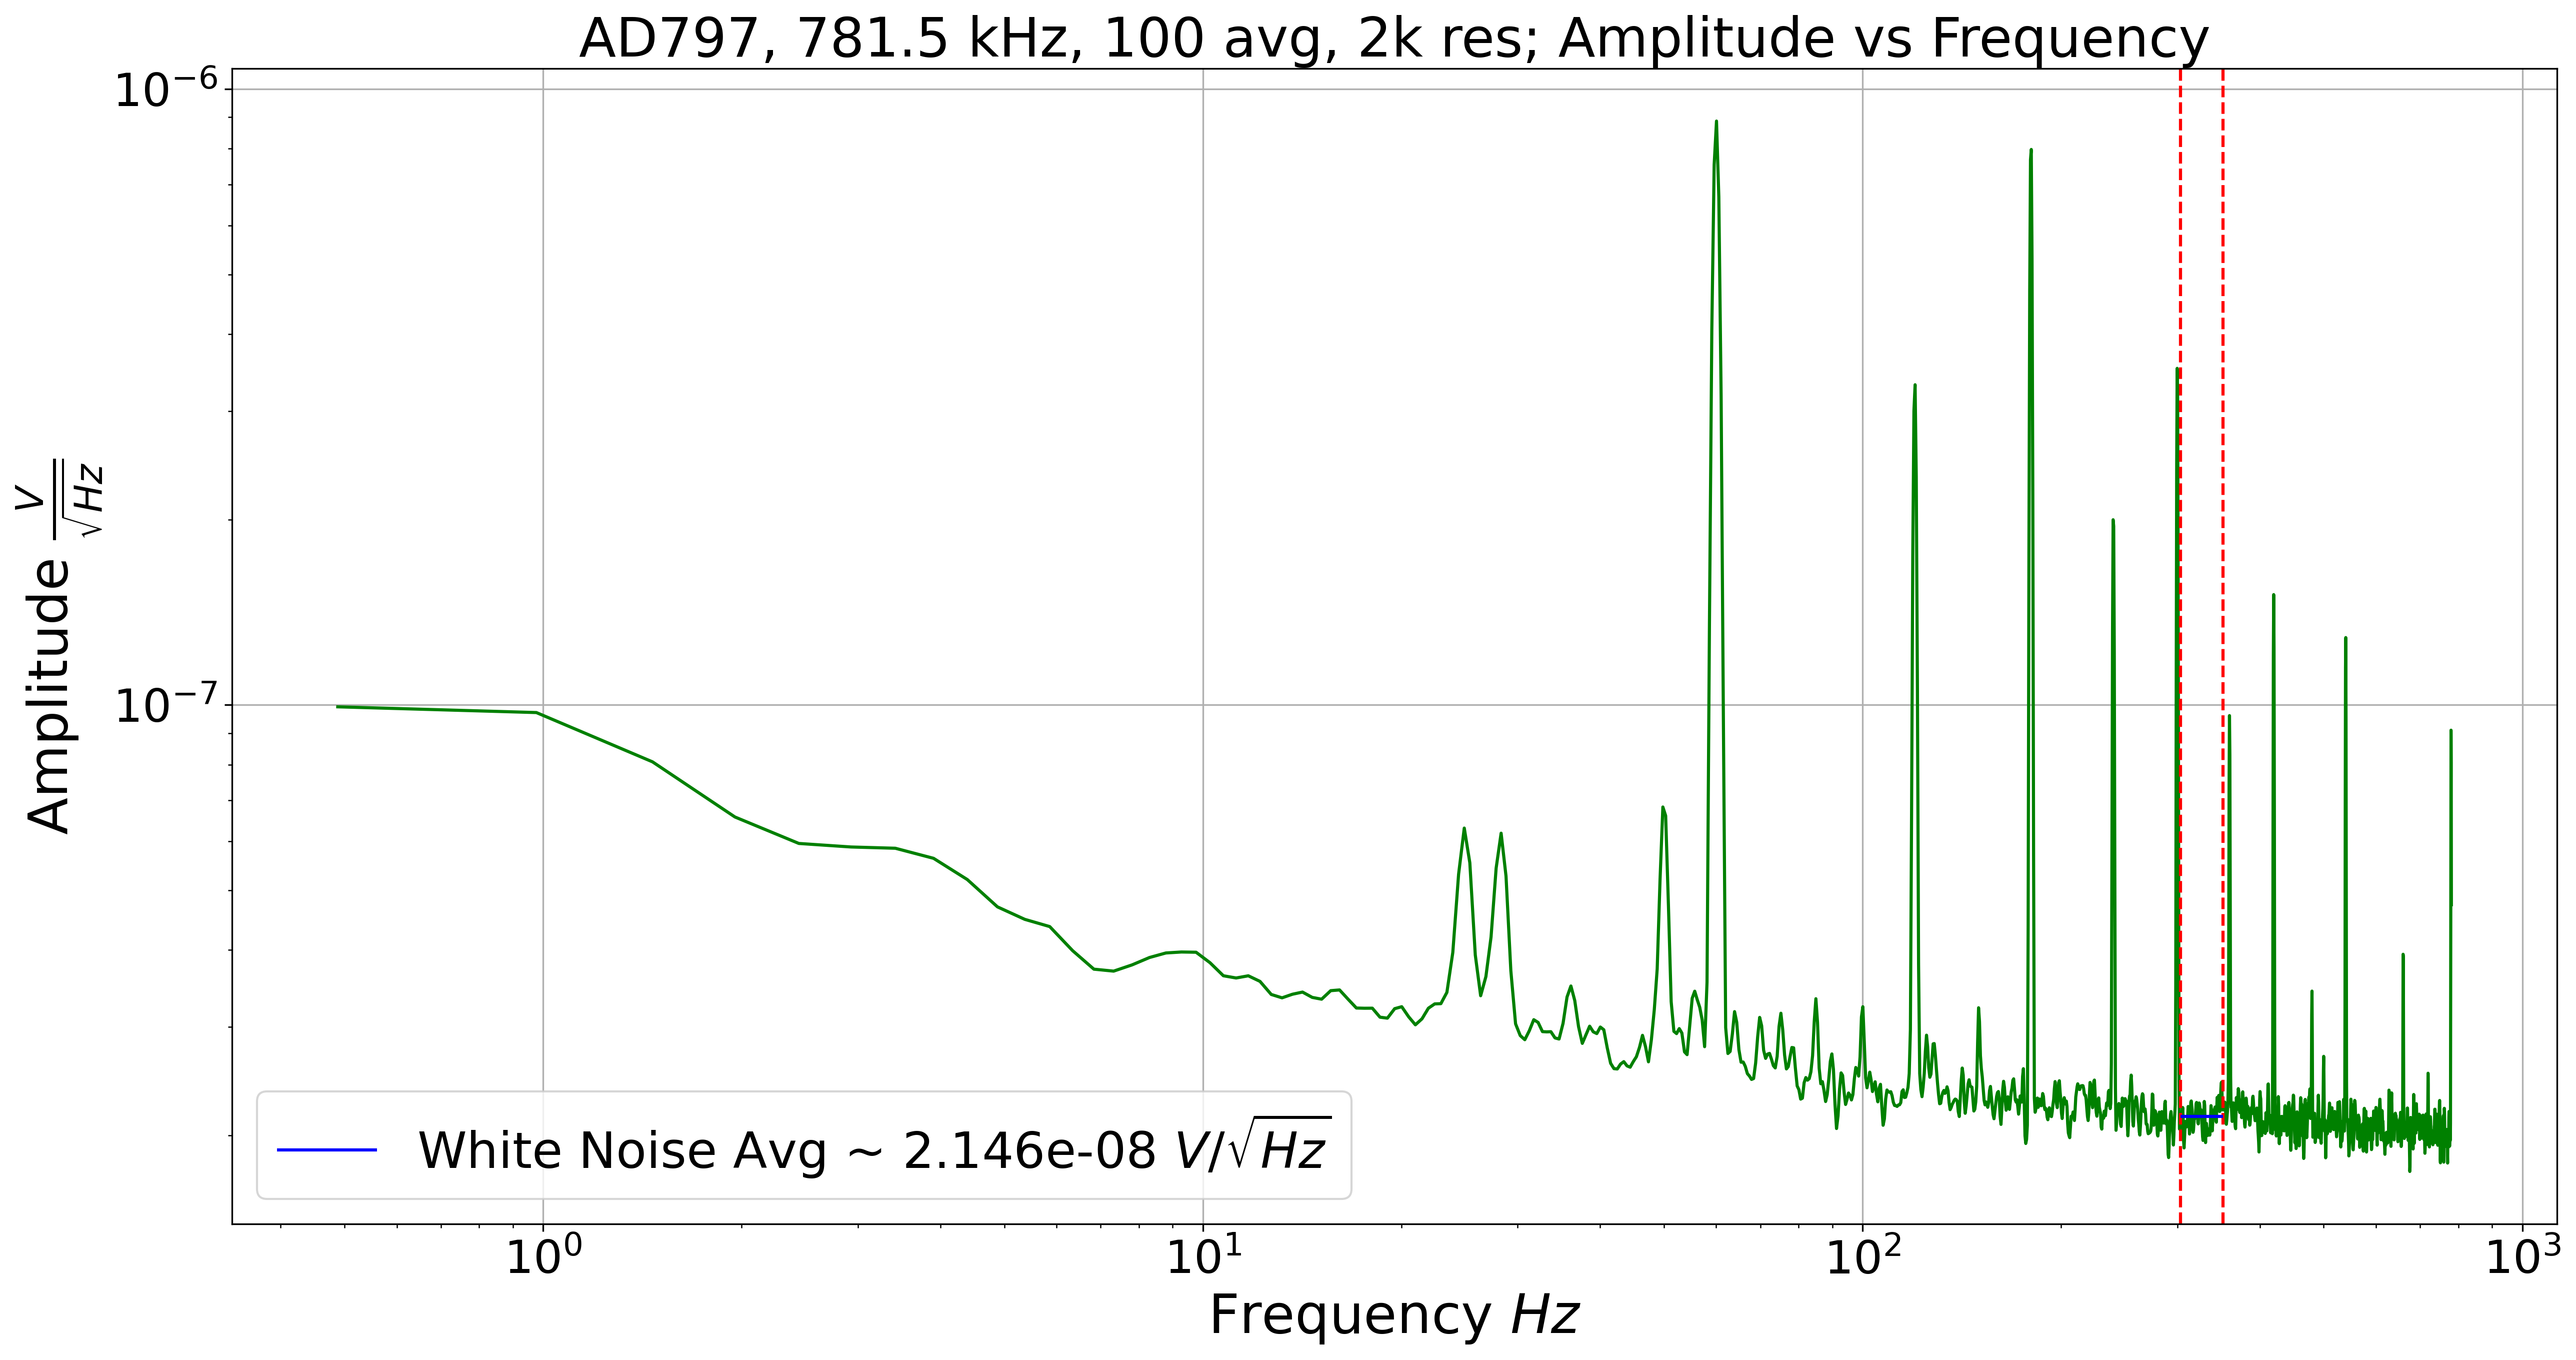 AD797, 781.5 kHz, 100 avg, 2k res; Amplitude vs Frequency
10⁻⁶
10⁻⁷
Amplitude V/√Hz
White Noise Avg ~ 2.146e-08 V/√Hz
10⁰ 10¹ 10² 10³
Frequency Hz